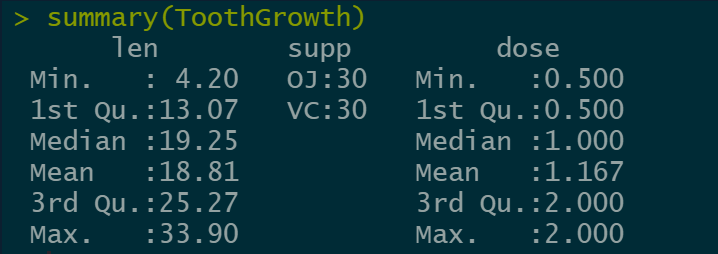 > summary(ToothGrowth)
      len        supp         dose      
 Min.   : 4.20   OJ:30   Min.   :0.500  
 1st Qu.:13.07   VC:30   1st Qu.:0.500  
 Median :19.25           Median :1.000  
 Mean   :18.81           Mean   :1.167  
 3rd Qu.:25.27           3rd Qu.:2.000  
 Max.   :33.90           Max.   :2.000